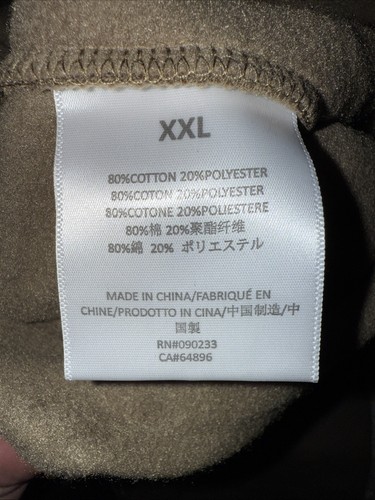 XXL
80%COTTON 20%POLYESTER
80%COTON 20%POLYESTER
80%COTONE 20%POLIESTERE
80%棉 20%聚酯纤维
80%綿 20% ポリエステル
MADE IN CHINA/FABRIQUÉ EN
CHINE/PRODOTTO IN CINA/中国制造/中
国製
RN#090233
CA#64896